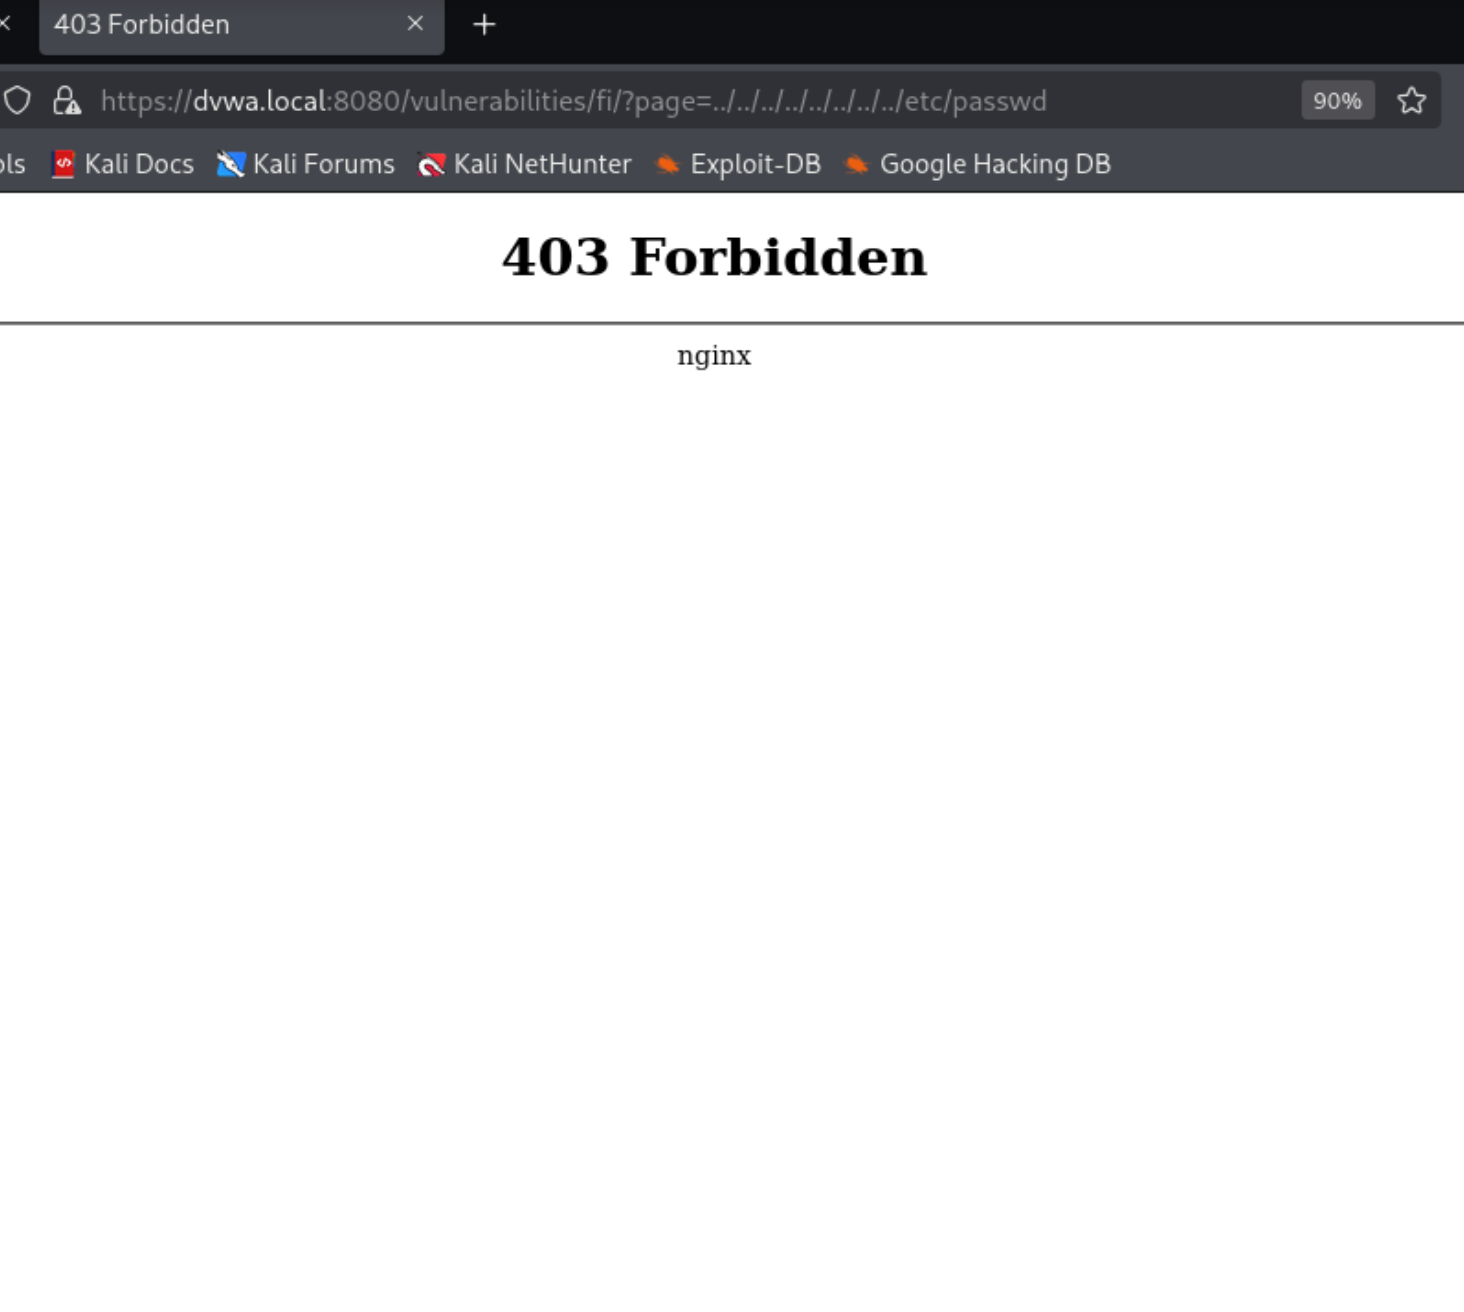 403 Forbidden
https://dvwa.local:8080/vulnerabilities/fi/?page=../../../../../../../../etc/passwd 90%
ols Kali Docs Kali Forums Kali NetHunter Exploit-DB Google Hacking DB
403 Forbidden
nginx